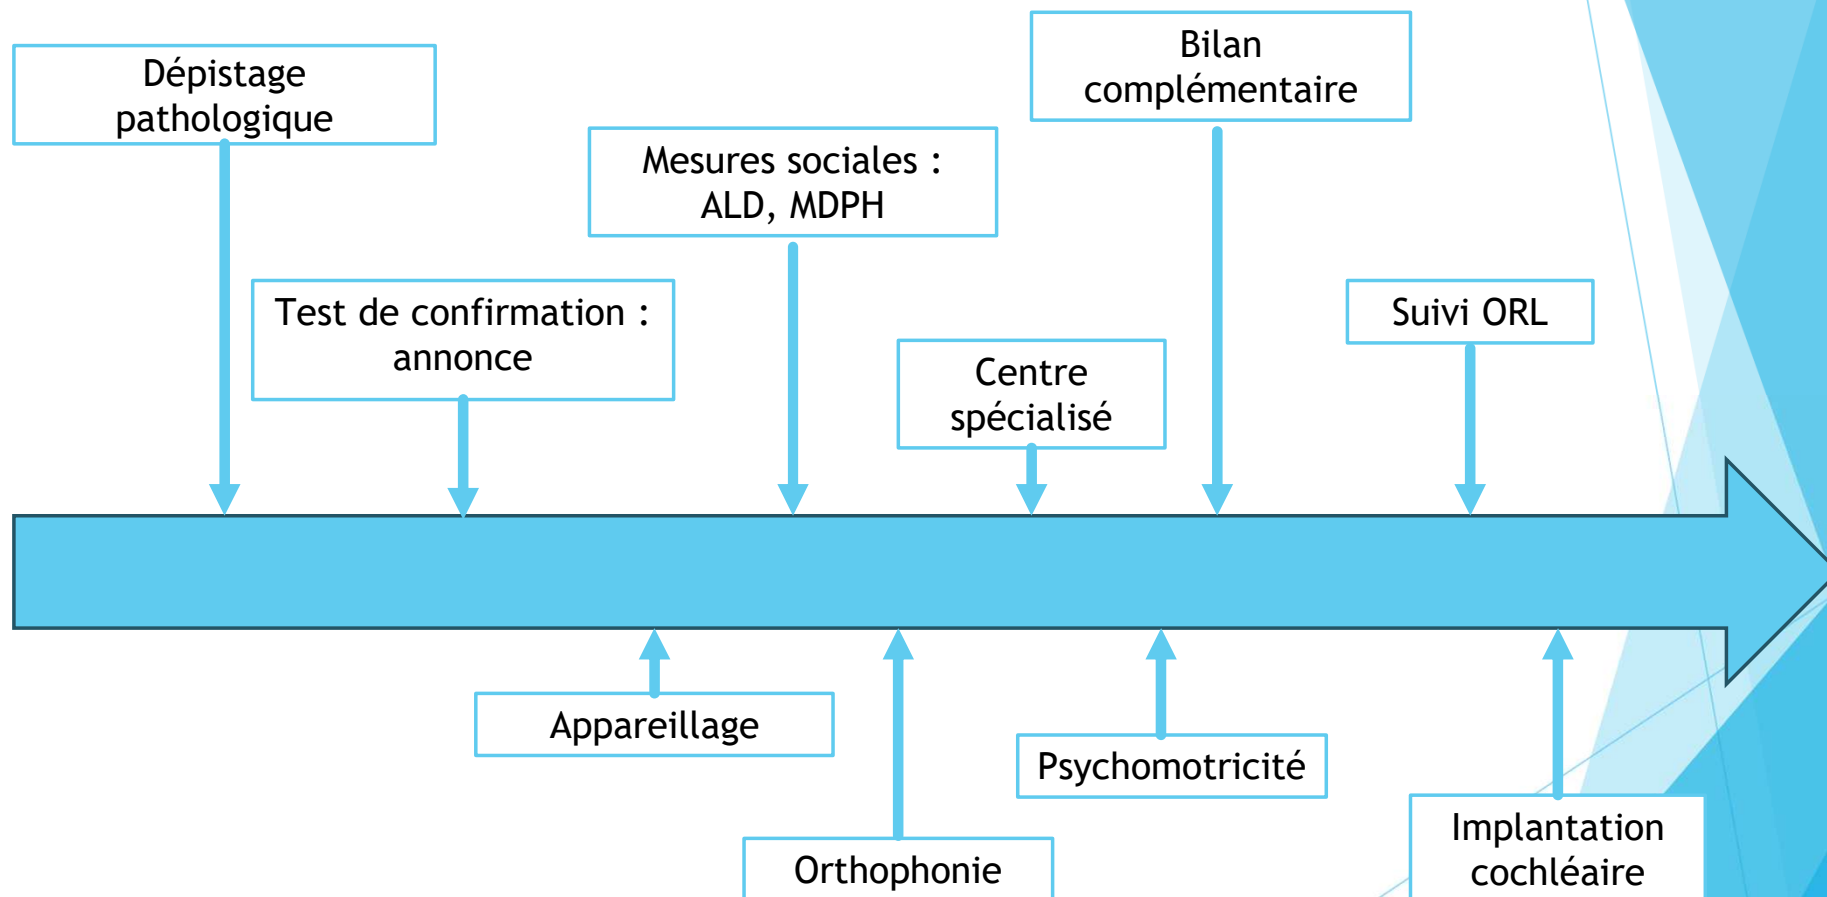 Dépistage
pathologique
Bilan
complémentaire
Mesures sociales :
ALD, MDPH
Test de confirmation :
annonce
Centre
spécialisé
Suivi ORL
Appareillage
Psychomotricité
Orthophonie
Implantation
cochléaire